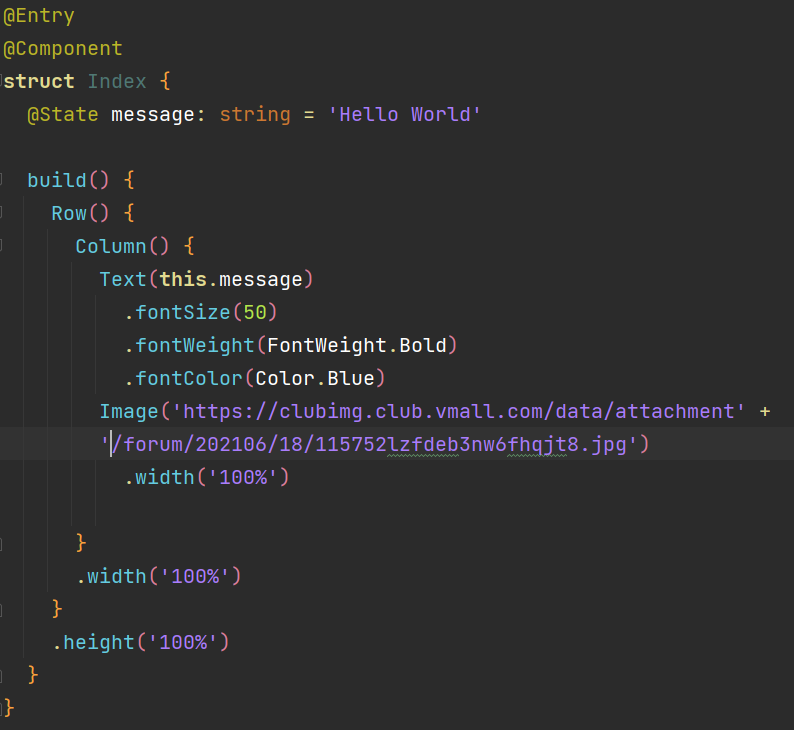 @Entry
@Component
struct Index {
  @State message: string = 'Hello World'

  build() {
    Row() {
      Column() {
        Text(this.message)
          .fontSize(50)
          .fontWeight(FontWeight.Bold)
          .fontColor(Color.Blue)
        Image('https://clubimg.club.vmall.com/data/attachment' +
        '/forum/202106/18/115752lzfdeb3nw6fhqjt8.jpg')
          .width('100%')

      }
      .width('100%')
    }
    .height('100%')
  }
}